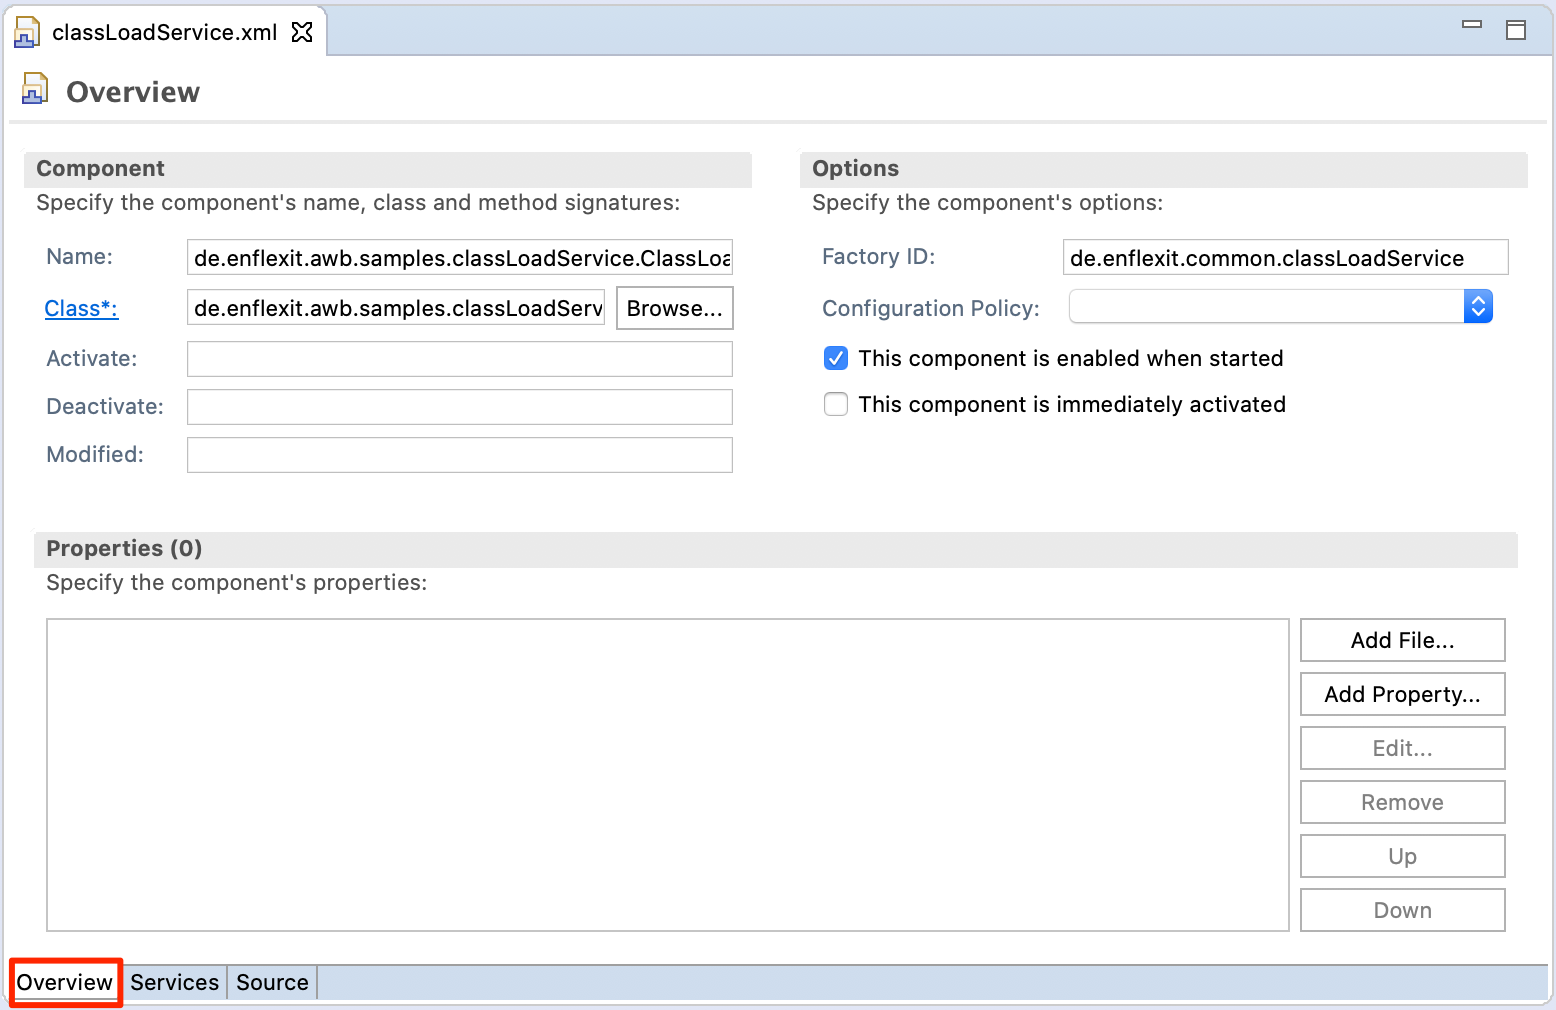 classLoadService.xml
Overview
Component
Specify the component's name, class and method signatures:
Name: de.enflexit.awb.samples.classLoadService.ClassLoa
Class*: de.enflexit.awb.samples.classLoadServ Browse...
Activate:
Deactivate:
Modified:
Options
Specify the component's options:
Factory ID: de.enflexit.common.classLoadService
Configuration Policy:
This component is enabled when started
This component is immediately activated
Properties (0)
Specify the component's properties:
Add File...
Add Property...
Edit...
Remove
Up
Down
Overview Services Source